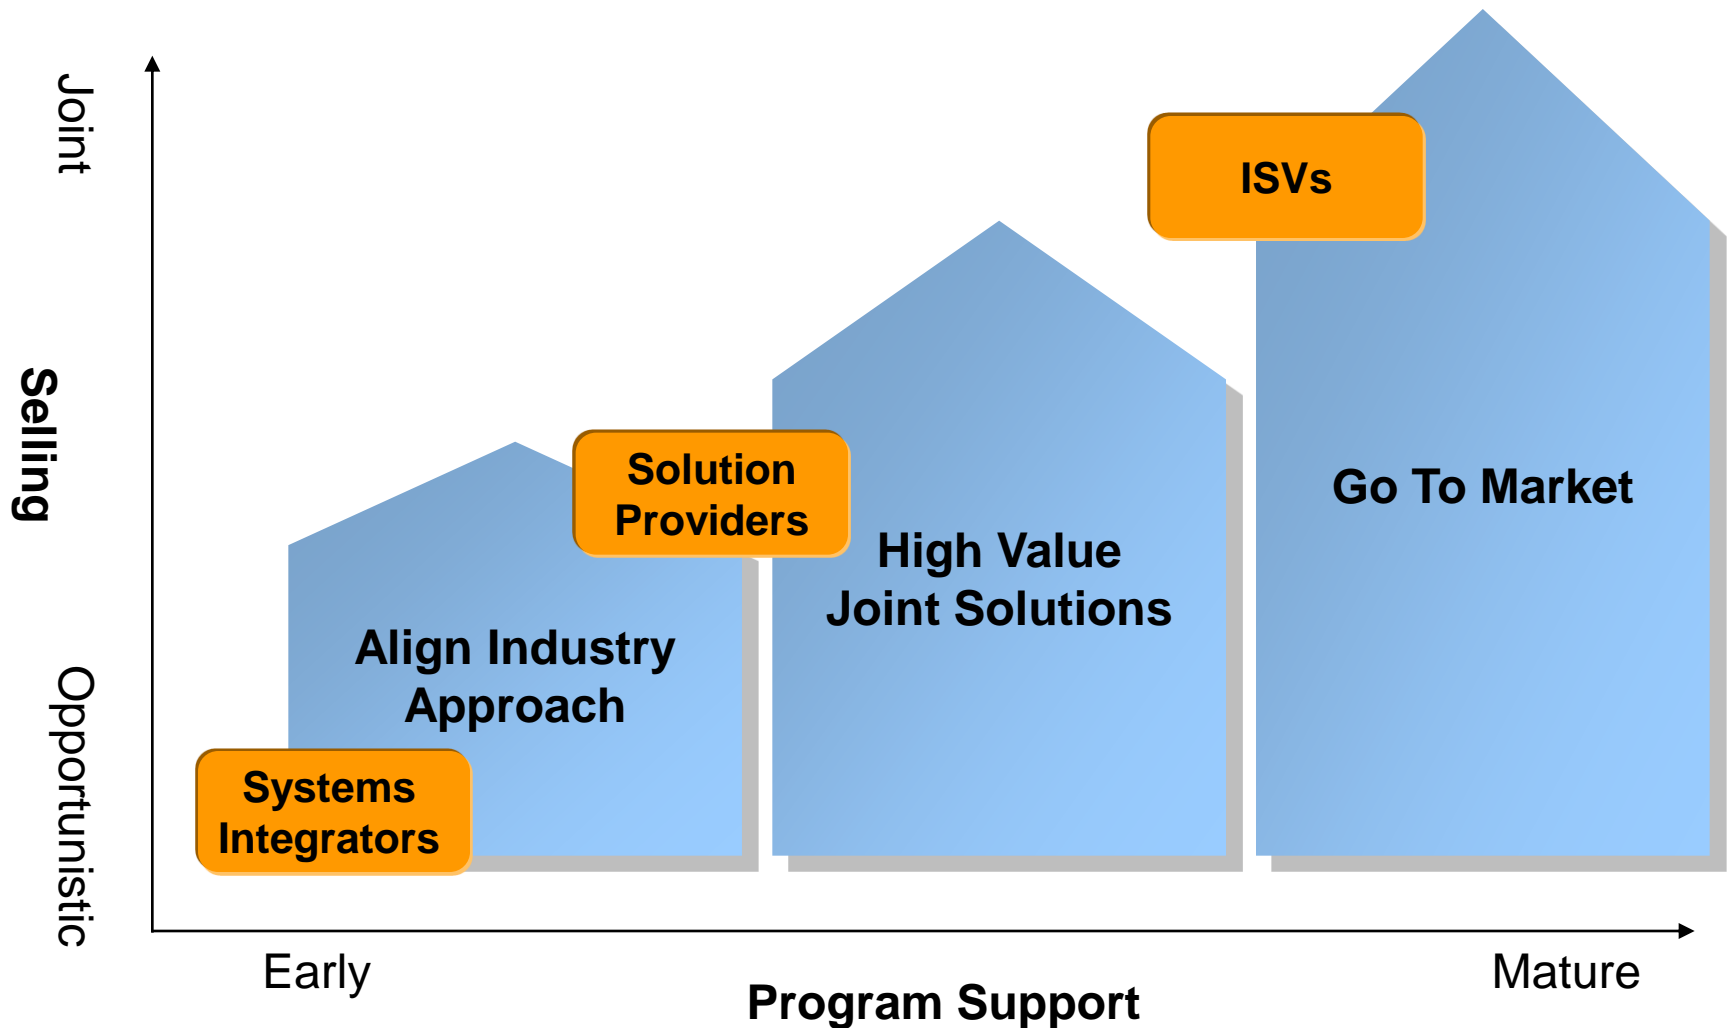 Joint
Selling
Opportunistic
ISVs
Solution
Providers
Go To Market
High Value
Joint Solutions
Align Industry
Approach
Systems
Integrators
Early
Mature
Program Support